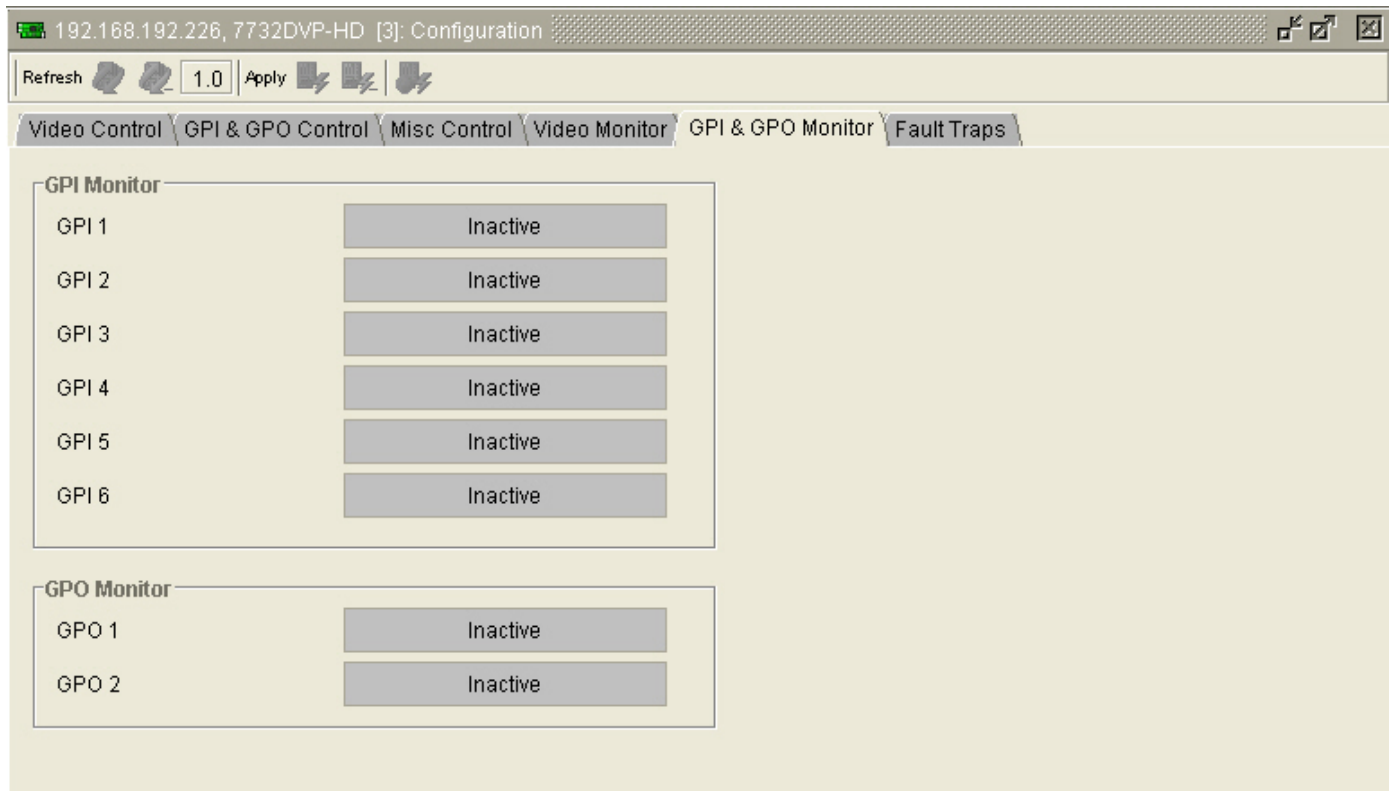 192.168.192.226, 7732DVP-HD [3]: Configuration
Refresh 1.0 Apply
Video Control GPI & GPO Control Misc Control Video Monitor GPI & GPO Monitor Fault Traps
GPI Monitor
GPI 1 Inactive
GPI 2 Inactive
GPI 3 Inactive
GPI 4 Inactive
GPI 5 Inactive
GPI 6 Inactive
GPO Monitor
GPO 1 Inactive
GPO 2 Inactive